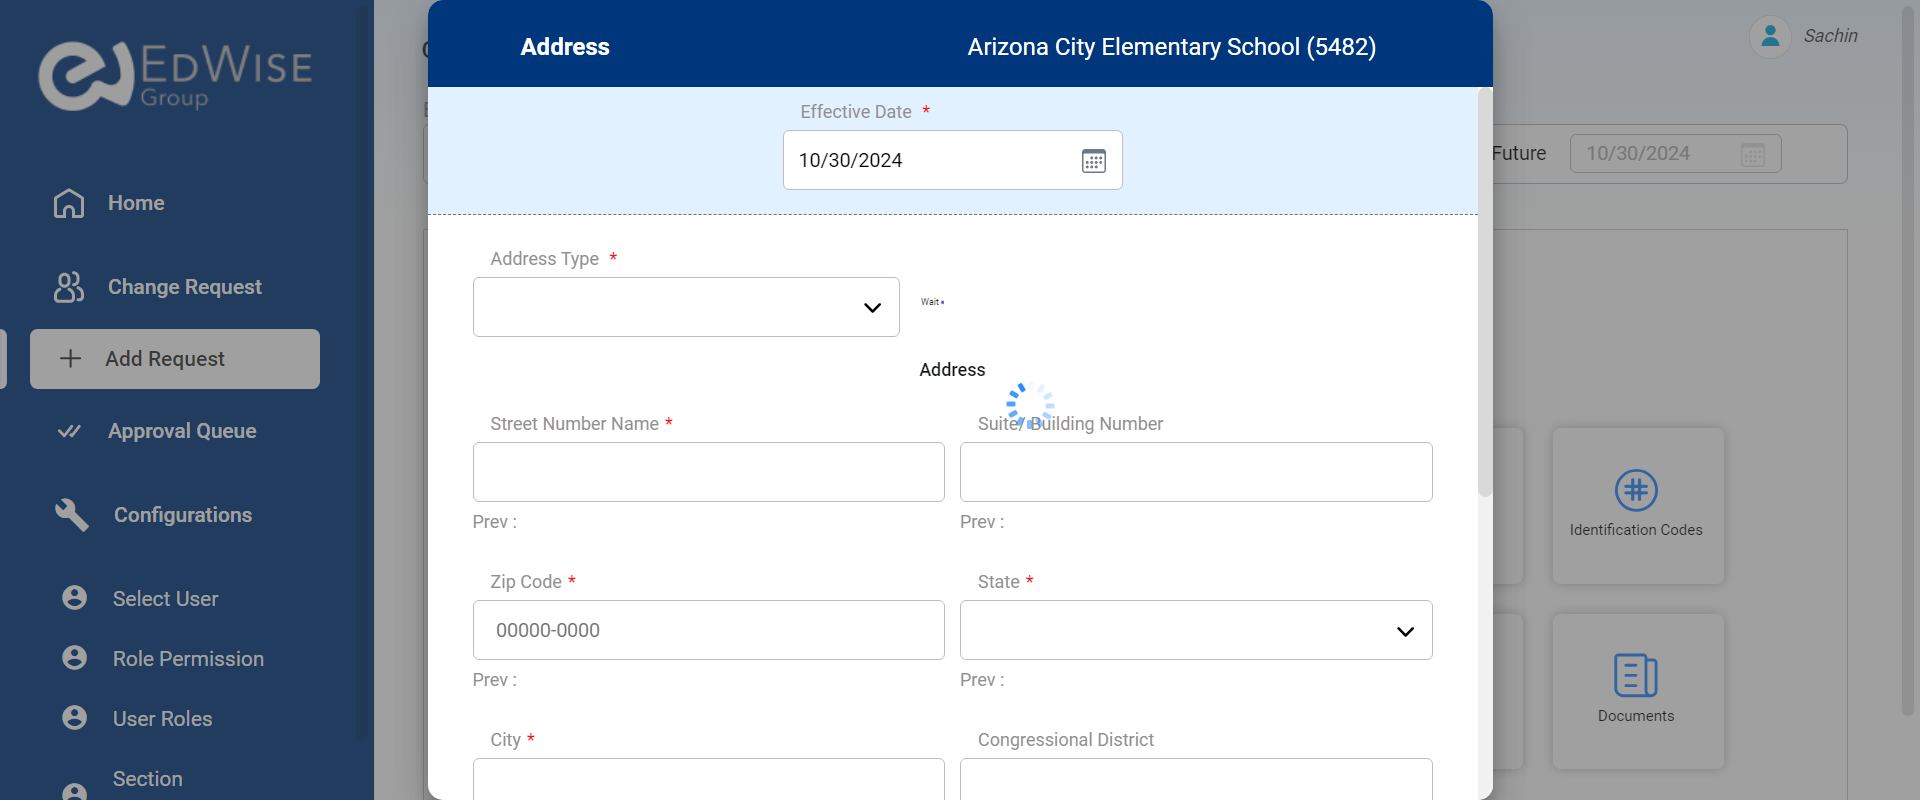 EDWISE
Group
Home
Change Request
Add Request
Approval Queue
Configurations
Select User
Role Permission
User Roles
Section
Address
Arizona City Elementary School (5482)
Effective Date *
10/30/2024
Address Type *
Wait
Address
Street Number Name *
Suite/ Building Number
Prev :
Prev :
Zip Code *
State *
00000-0000
Prev :
Prev :
City *
Congressional District
Sachin
Future
10/30/2024
Identification Codes
Documents